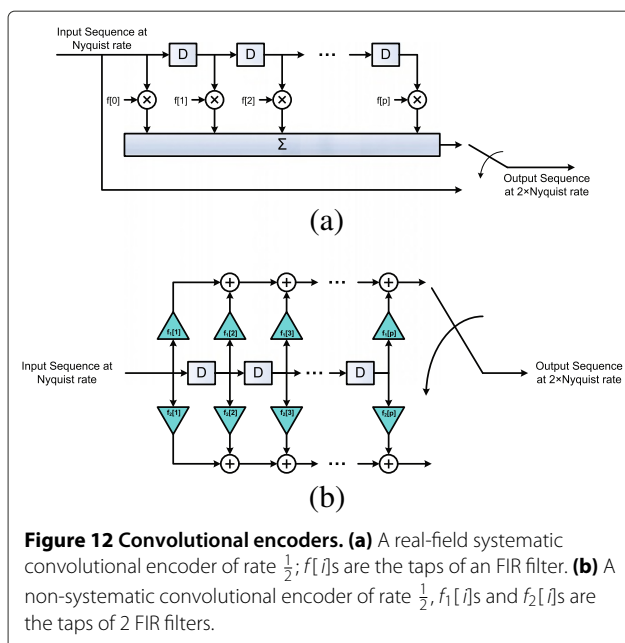 Input Sequence at
Nyquist rate
D D ... D
f[0] f[1] f[2] f[p]
Σ
Output Sequence
at 2×Nyquist rate
(a)
f₁[1] f₁[2] f₁[3] ... f₁[p]
Input Sequence at
Nyquist rate
D D ... D
Output Sequence
at 2×Nyquist rate
f₂[1] f₂[2] f₂[3] f₂[p]
...
(b)
Figure 12 Convolutional encoders. (a) A real-field systematic
convolutional encoder of rate ½; f[i]s are the taps of an FIR filter. (b) A
non-systematic convolutional encoder of rate ½, f₁[i]s and f₂[i]s are
the taps of 2 FIR filters.